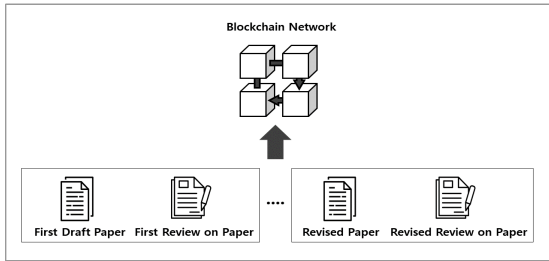 Blockchain Network
....
First Draft Paper First Review on Paper
Revised Paper Revised Review on Paper